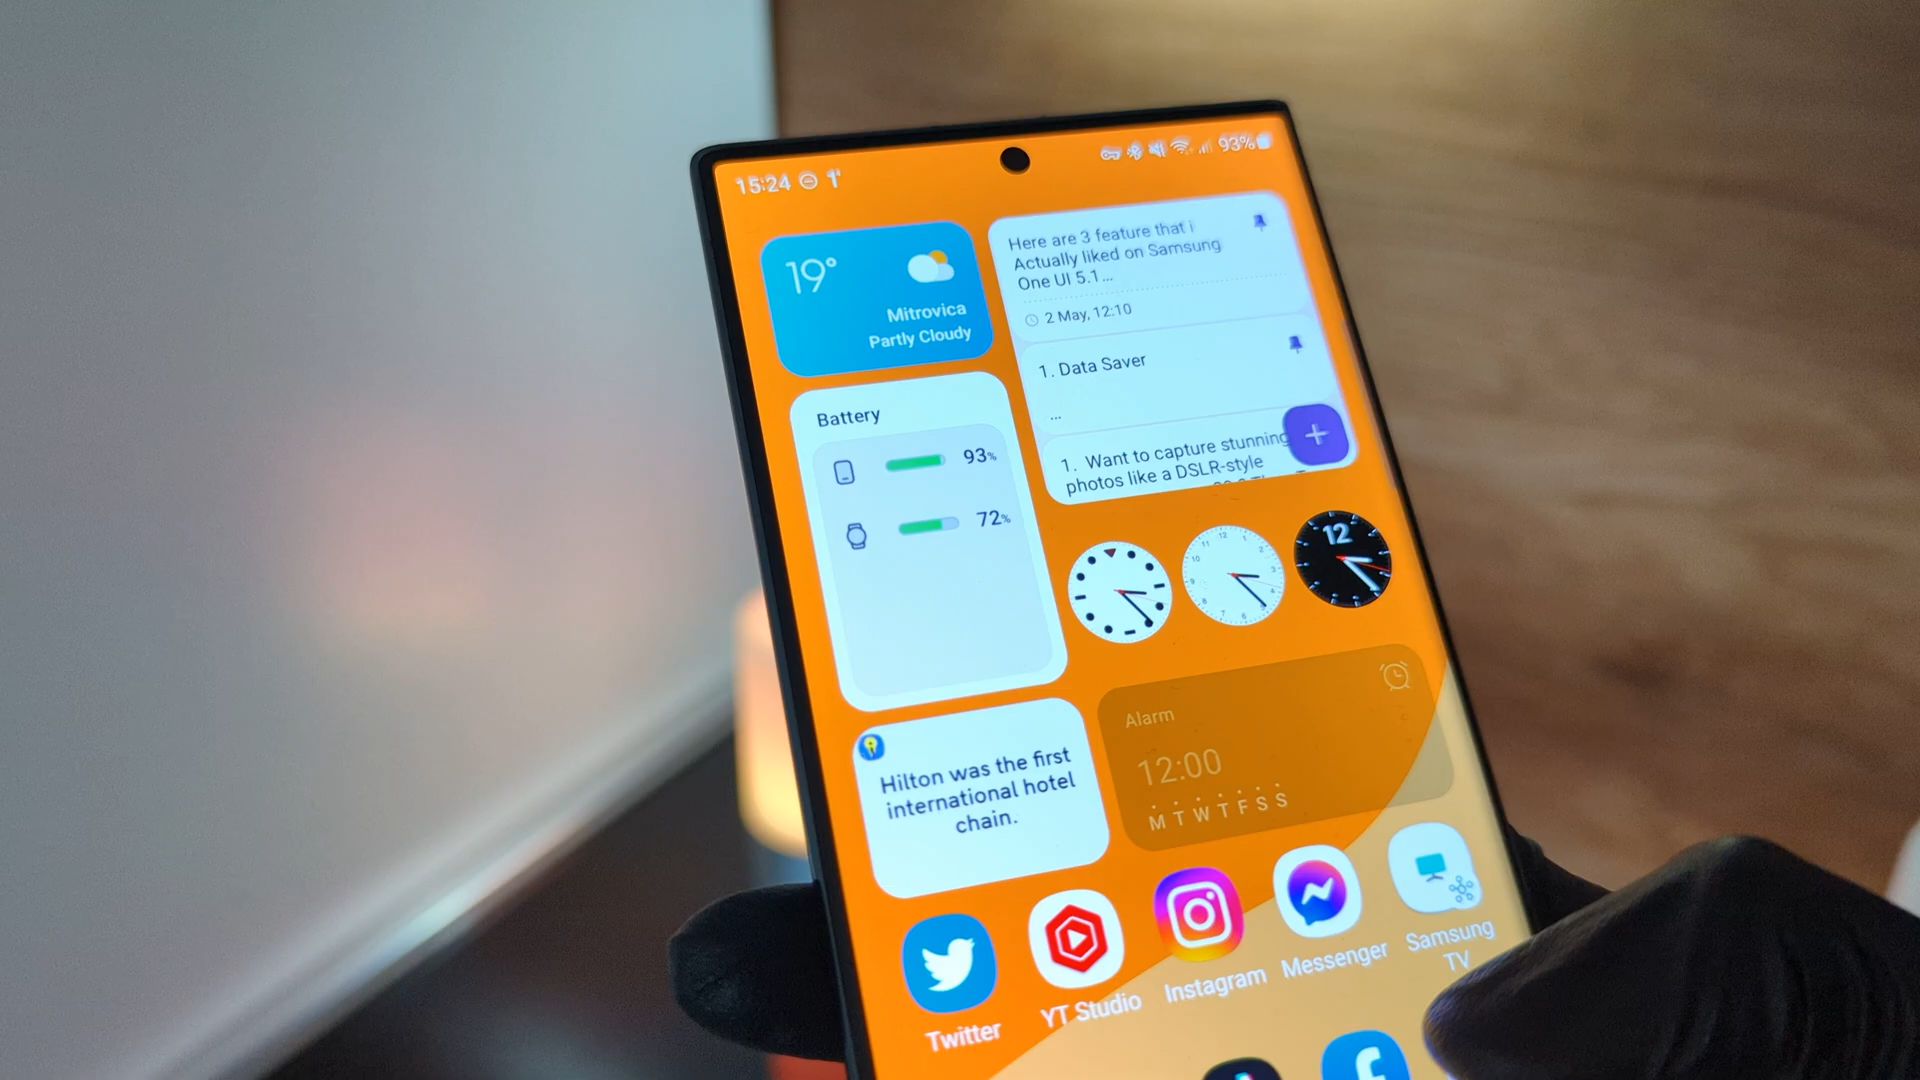 15:24
93%
19°
Mitrovica
Partly Cloudy
Here are 3 feature that i
Actually liked on Samsung
One UI 5.1...
2 May, 12:10
1. Data Saver
...
1. Want to capture stunning
photos like a DSLR-style
Battery
93%
72%
12
Alarm
12:00
M T W T F S S
Hilton was the first
international hotel
chain.
Twitter
YT Studio
Instagram
Messenger
Samsung
TV